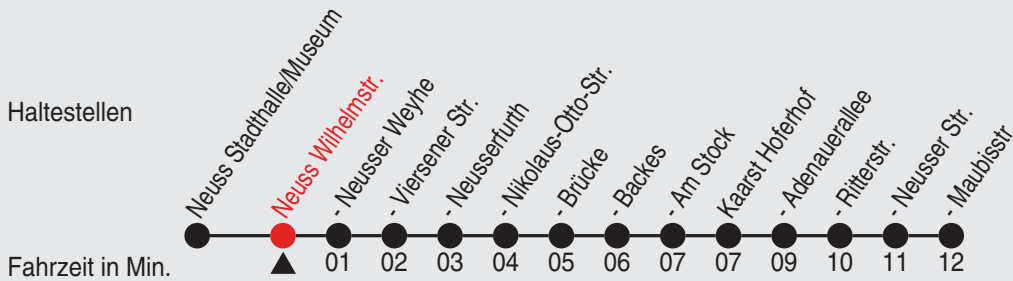 Haltestellen
Neuss Stadthalle/Museum
Neuss Wilhelmstr.
- Neusser Weyhe
- Viersener Str.
- Neusserfurth
- Nikolaus-Otto-Str.
- Brücke
- Backes
- Am Stock
Kaarst Hoferhof
- Adenauerallee
- Ritterstr.
- Neusser Str.
- Maubisstr
Fahrzeit in Min. 01 02 03 04 05 06 07 07 09 10 11 12